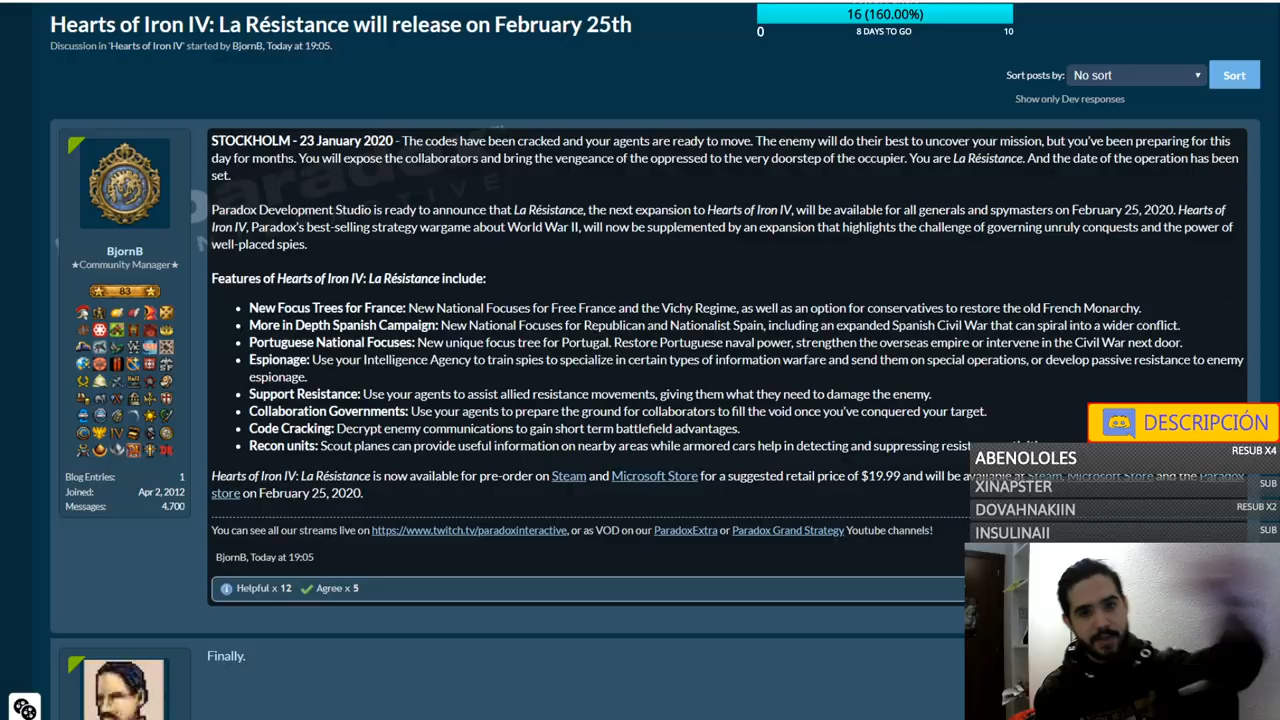 Hearts of Iron IV: La Résistance will release on February 25th
Discussion in 'Hearts of Iron IV' started by BjornB, Today at 19:05.
16 (160.00%)
0
8 DAYS TO GO
10
Sort posts by:
No sort
Sort
Show only Dev responses
BjornB
★Community Manager★
83
Blog Entries: 1
Joined: Apr 2, 2012
Messages: 4,700
STOCKHOLM - 23 January 2020 - The codes have been cracked and your agents are ready to move. The enemy will do their best to uncover your mission, but you've been preparing for this
day for months. You will expose the collaborators and bring the vengeance of the oppressed to the very doorstep of the occupier. You are La Résistance. And the date of the operation has been
set.
Paradox Development Studio is ready to announce that La Résistance, the next expansion to Hearts of Iron IV, will be available for all generals and spymasters on February 25, 2020. Hearts of
Iron IV, Paradox's best-selling strategy wargame about World War II, will now be supplemented by an expansion that highlights the challenge of governing unruly conquests and the power of
well-placed spies.
Features of Hearts of Iron IV: La Résistance include:
New Focus Trees for France: New National Focuses for Free France and the Vichy Regime, as well as an option for conservatives to restore the old French Monarchy.
More in Depth Spanish Campaign: New National Focuses for Republican and Nationalist Spain, including an expanded Spanish Civil War that can spiral into a wider conflict.
Portuguese National Focuses: New unique focus tree for Portugal. Restore Portuguese naval power, strengthen the overseas empire or intervene in the Civil War next door.
Espionage: Use your Intelligence Agency to train spies to specialize in certain types of information warfare and send them on special operations, or develop passive resistance to enemy
espionage.
Support Resistance: Use your agents to assist allied resistance movements, giving them what they need to damage the enemy.
Collaboration Governments: Use your agents to prepare the ground for collaborators to fill the void once you've conquered your target.
Code Cracking: Decrypt enemy communications to gain short term battlefield advantages.
Recon units: Scout planes can provide useful information on nearby areas while armored cars help in detecting and suppressing
Hearts of Iron IV: La Résistance is now available for pre-order on Steam and Microsoft Store for a suggested retail price of $19.99 and will be available at Steam, Microsoft Store and the Paradox
store on February 25, 2020.
You can see all our streams live on https://www.twitch.tv/paradoxinteractive, or as VOD on our ParadoxExtra or Paradox Grand Strategy Youtube channels!
BjornB, Today at 19:05
Helpful x 12
Agree x 5
Finally.
DESCRIPCIÓN
ABENOLOLES RESUB X4
XINAPSTER SUB
DOVAHNAKIIN RESUB X2
INSULINAII SUB